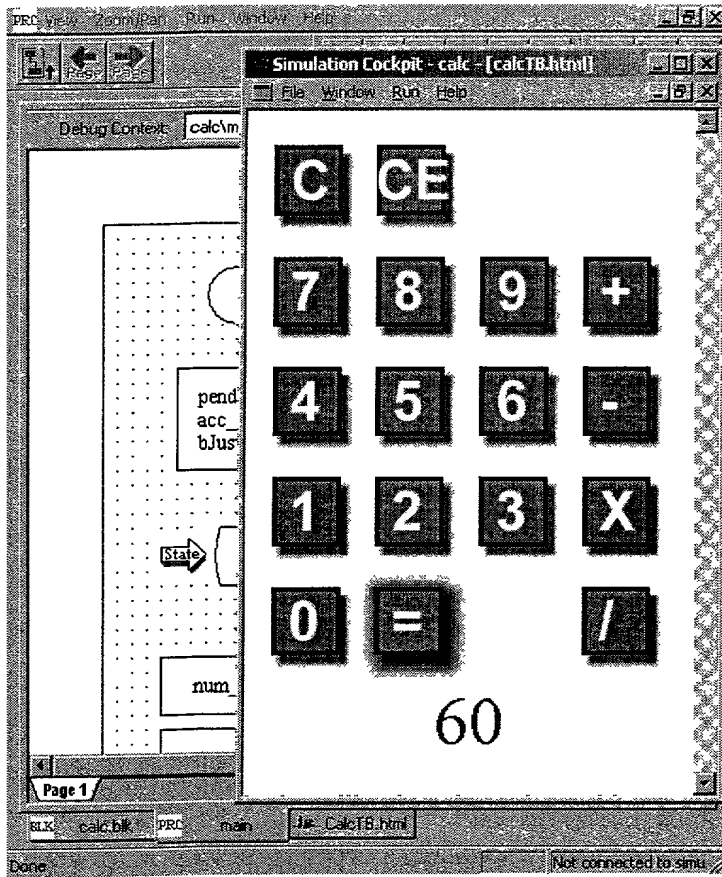 PRC View Zoom/Pan Run Window Help
Simulation Cockpit - calc - [calcTB.html]
File Window Run Help
Debug Context: calc\m
C CE
7 8 9 +
4 5 6 -
1 2 3 X
0 = /
60
pend
acc_
bJus
State
num_
Page 1
BLK calc.blk PRC main CalcTB.html
Done Not connected to simu